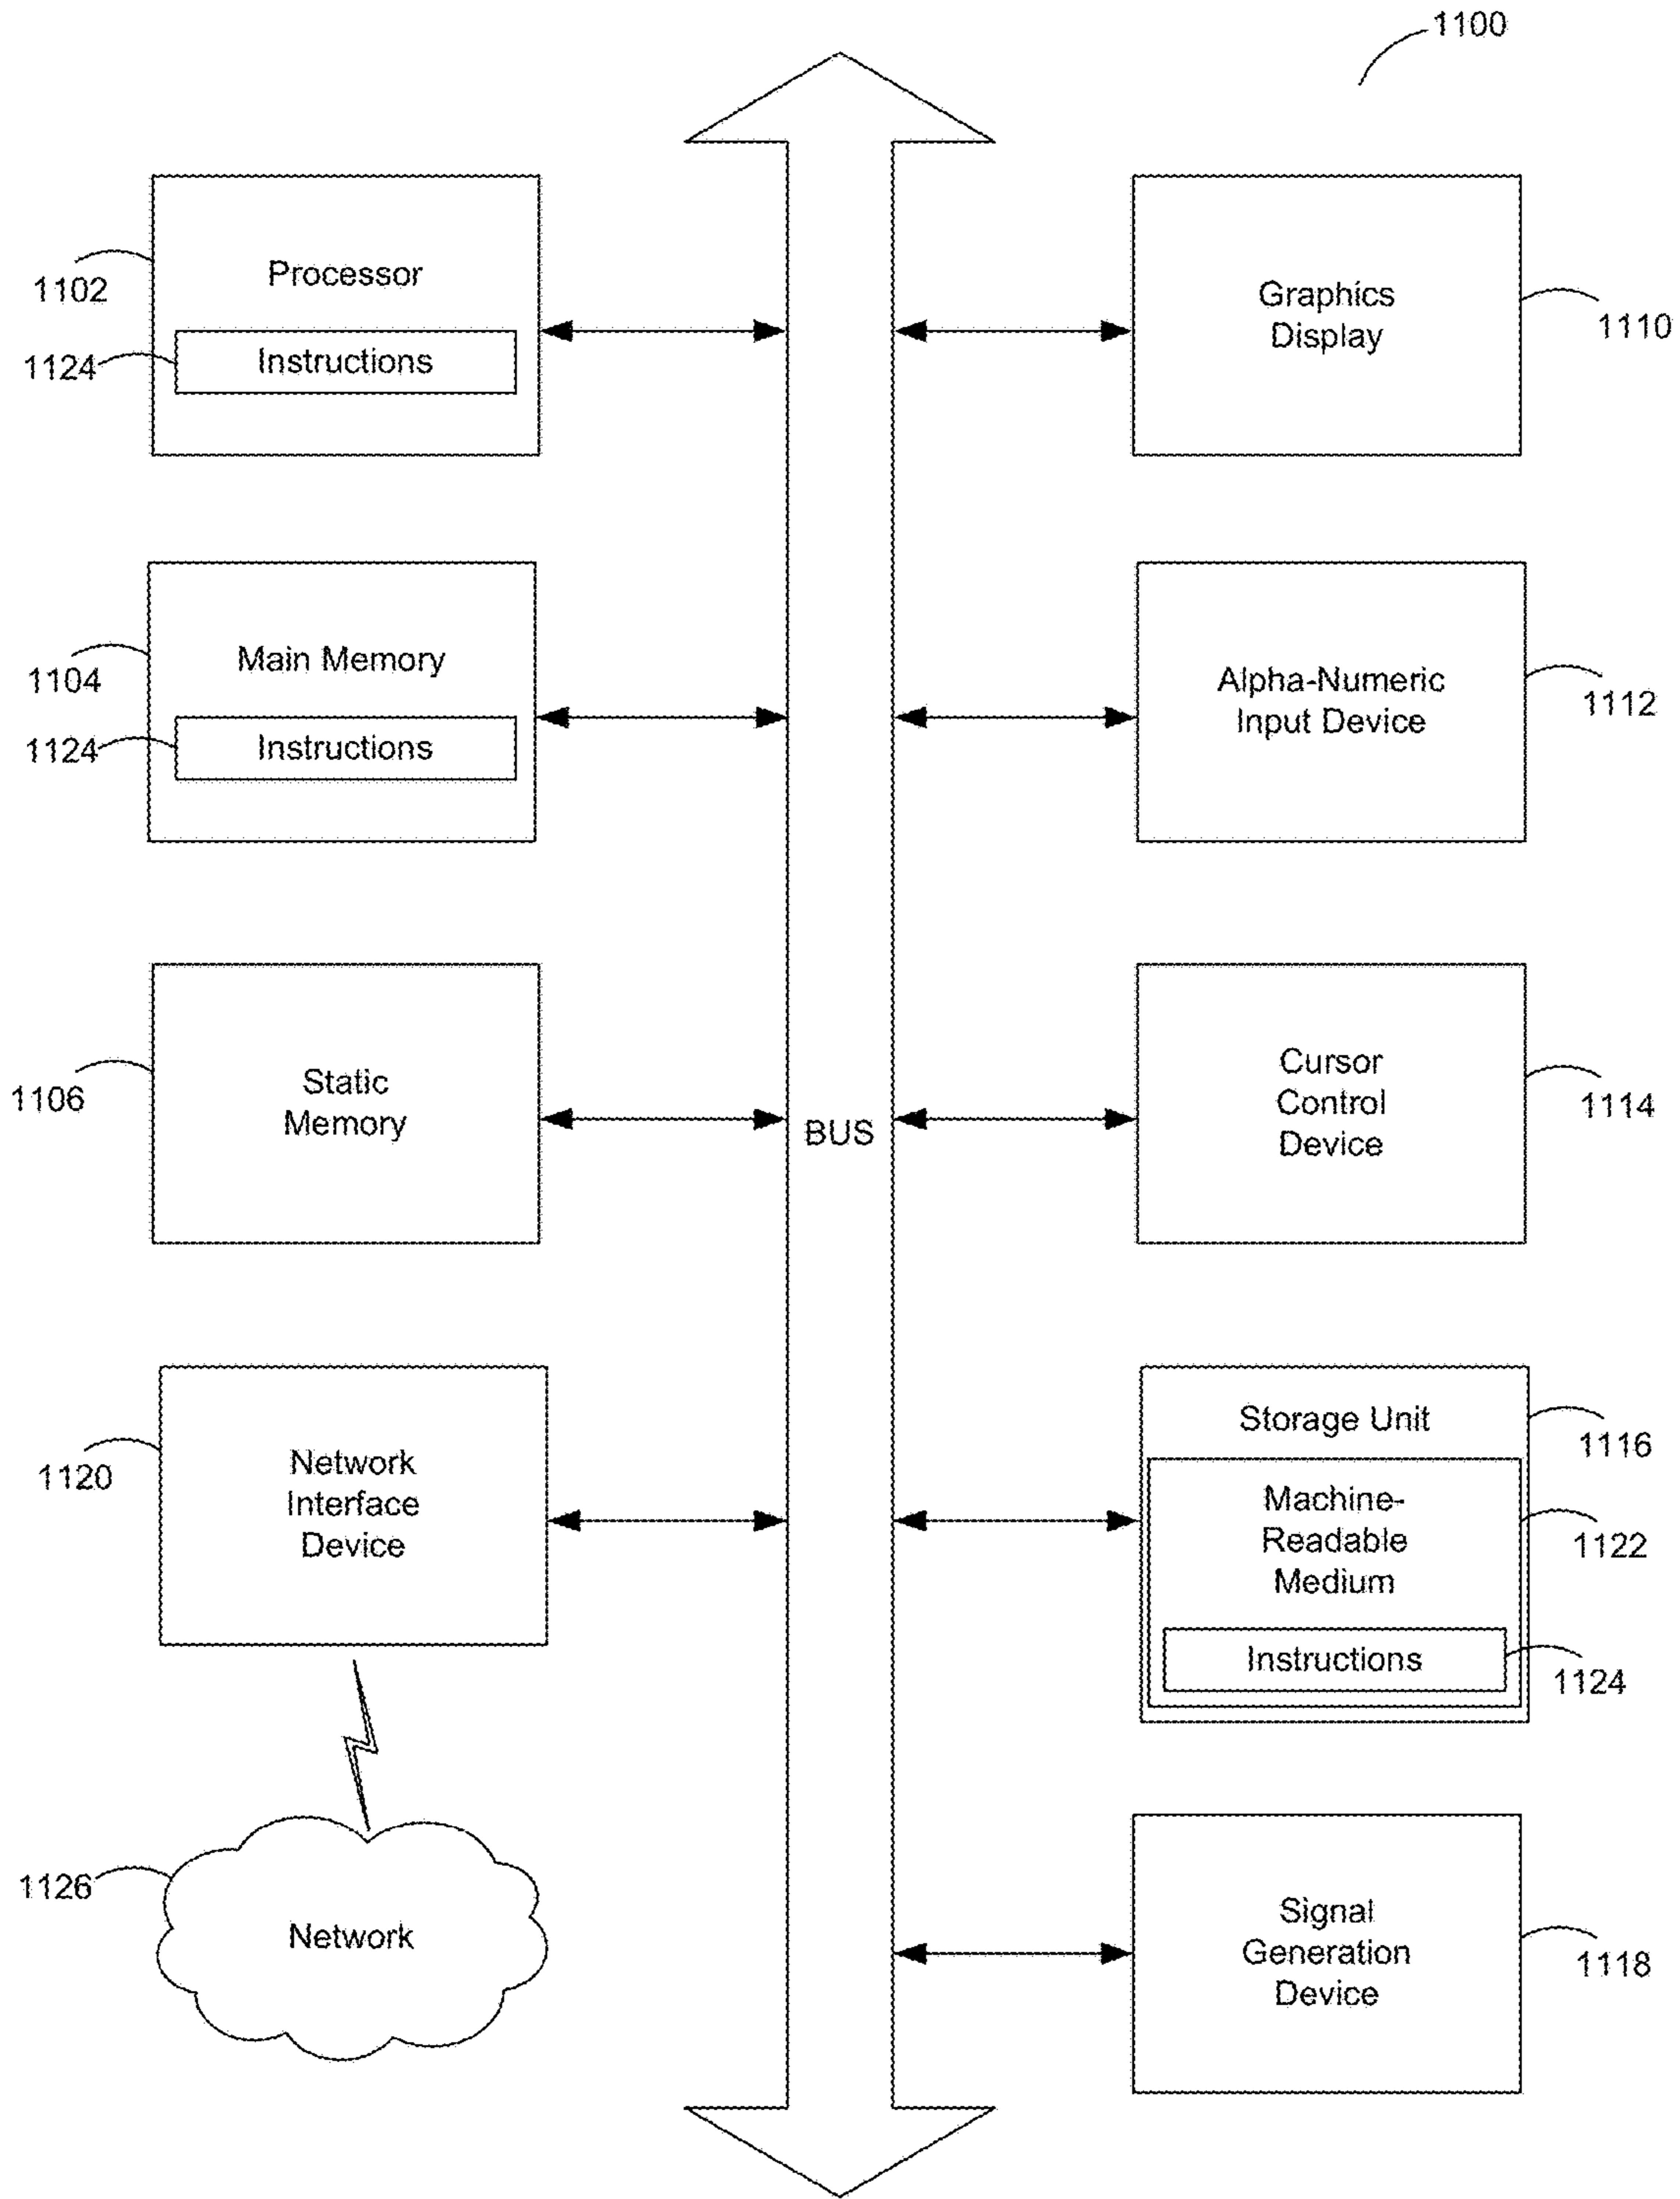 1100
Processor
1102
Instructions
1124
Graphics
Display
1110
Main Memory
1104
Instructions
1124
Alpha-Numeric
Input Device
1112
Static
Memory
1106
BUS
Cursor
Control
Device
1114
Network
Interface
Device
1120
Storage Unit
1116
Machine-
Readable
Medium
1122
Instructions
1124
1126
Network
Signal
Generation
Device
1118